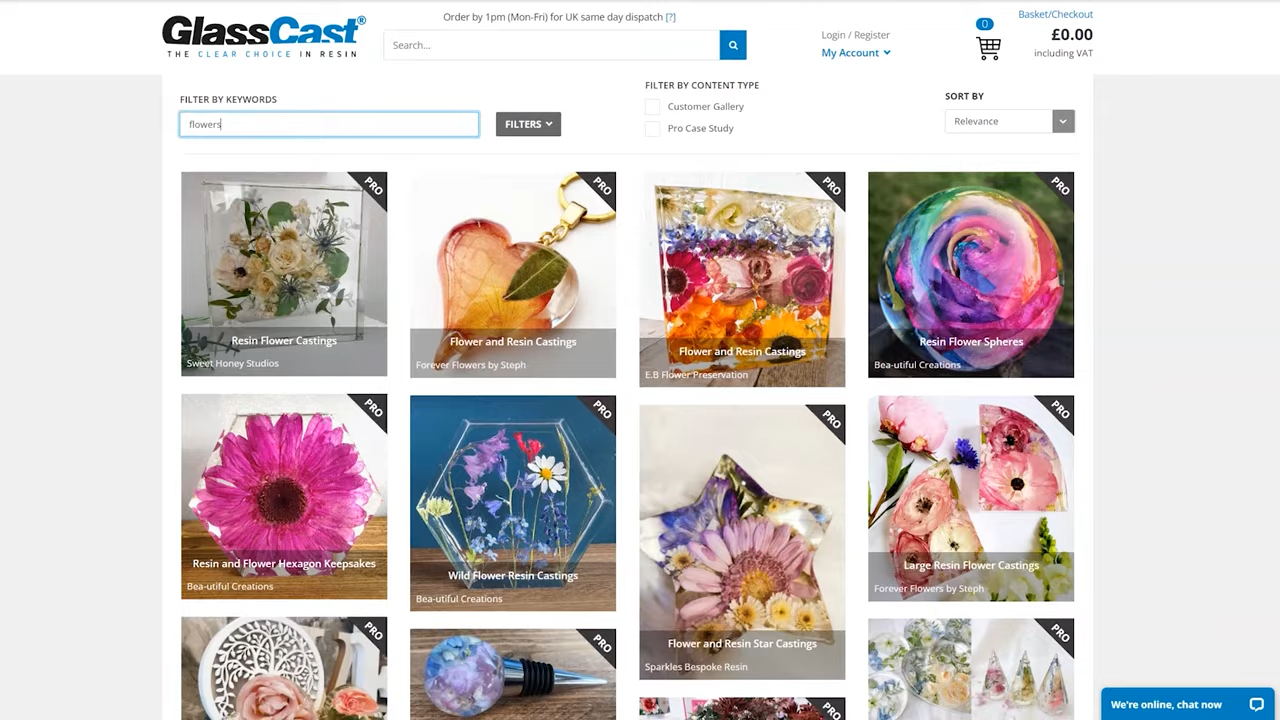 GlassCast®
THE CLEAR CHOICE IN RESIN
Order by 1pm (Mon-Fri) for UK same day dispatch [?]
Search...
Login / Register
My Account
0
Basket/Checkout
£0.00
including VAT
FILTER BY KEYWORDS
flowers
FILTERS
FILTER BY CONTENT TYPE
Customer Gallery
Pro Case Study
SORT BY
Relevance
PRO
Resin Flower Castings
Sweet Honey Studios
PRO
Flower and Resin Castings
Forever Flowers by Steph
PRO
Flower and Resin Castings
E.B Flower Preservation
PRO
Resin Flower Spheres
Bea-utiful Creations
PRO
Resin and Flower Hexagon Keepsakes
Bea-utiful Creations
PRO
Wild Flower Resin Castings
Bea-utiful Creations
PRO
Flower and Resin Star Castings
Sparkles Bespoke Resin
PRO
Large Resin Flower Castings
Forever Flowers by Steph
PRO
PRO
PRO
PRO
We're online, chat now